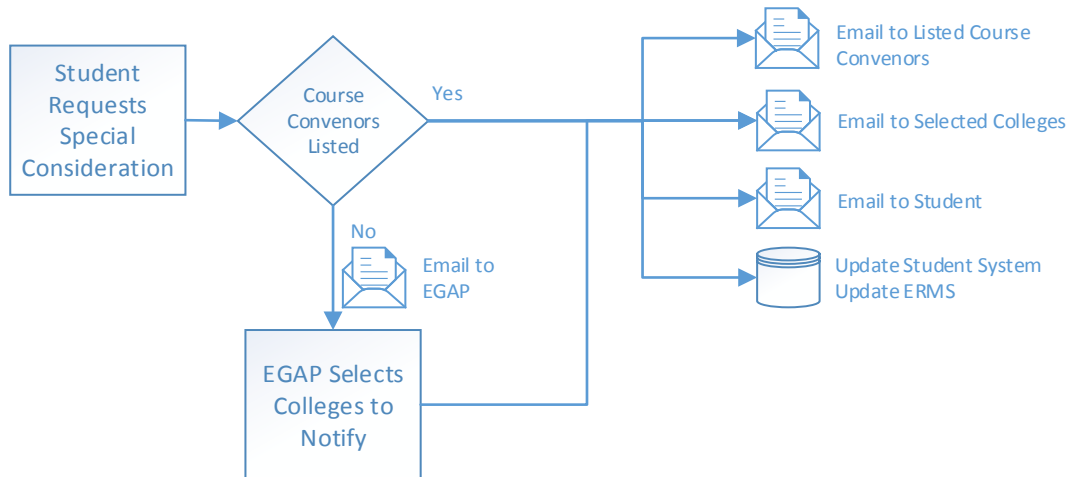 Student
Requests
Special
Consideration
Course
Convenors
Listed
Yes
No
Email to
EGAP
EGAP Selects
Colleges to
Notify
Email to Listed Course
Convenors
Email to Selected Colleges
Email to Student
Update Student System
Update ERMS